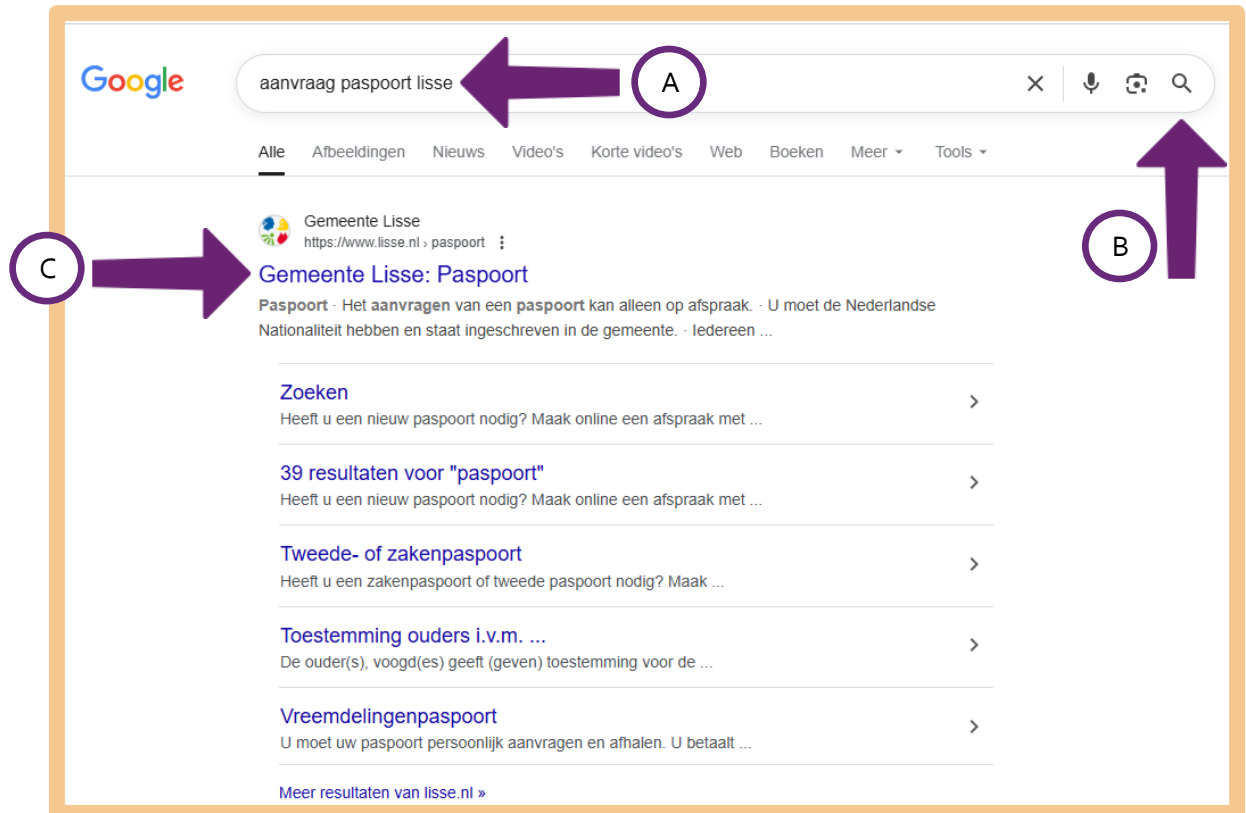 Google
aanvraag paspoort lisse
A
Alle Afbeeldingen Nieuws Video's Korte video's Web Boeken Meer Tools
B
C
Gemeente Lisse
https://www.lisse.nl › paspoort
Gemeente Lisse: Paspoort
Paspoort · Het aanvragen van een paspoort kan alleen op afspraak. · U moet de Nederlandse
Nationaliteit hebben en staat ingeschreven in de gemeente. · Iedereen ...
Zoeken
Heeft u een nieuw paspoort nodig? Maak online een afspraak met ...
39 resultaten voor "paspoort"
Heeft u een nieuw paspoort nodig? Maak online een afspraak met ...
Tweede- of zakenpaspoort
Heeft u een zakenpaspoort of tweede paspoort nodig? Maak ...
Toestemming ouders i.v.m. ...
De ouder(s), voogd(es) geeft (geven) toestemming voor de ...
Vreemdelingenpaspoort
U moet uw paspoort persoonlijk aanvragen en afhalen. U betaalt ...
Meer resultaten van lisse.nl »